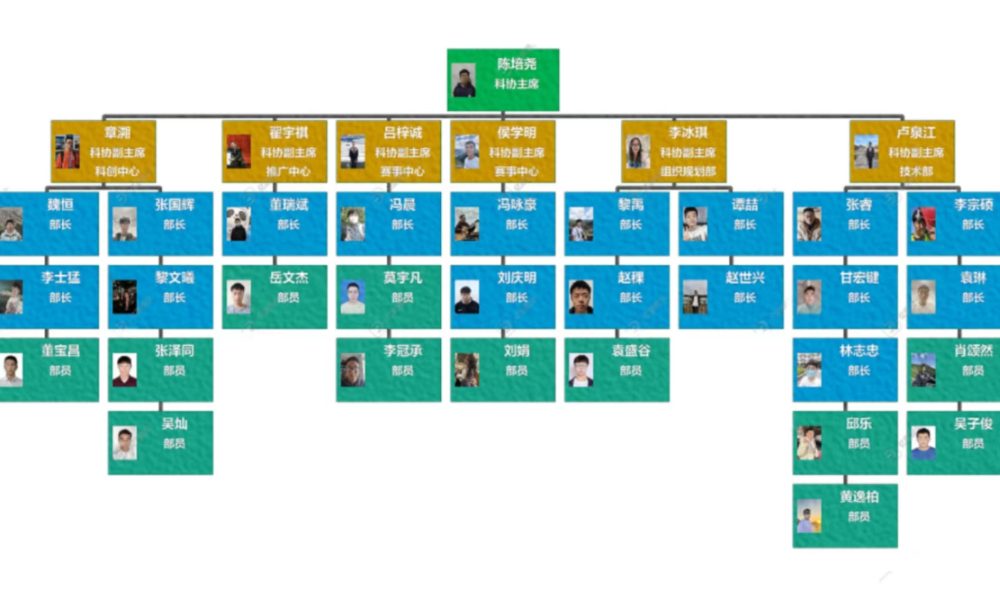 陈培尧
科协主席
章溯
科协副主席
科创中心
翟宇祺
科协副主席
推广中心
吕梓诚
科协副主席
赛事中心
侯学明
科协副主席
赛事中心
李冰琪
科协副主席
组织规划部
卢泉江
科协副主席
技术部
魏恒
部长
张国辉
部长
董瑞斌
部长
冯晨
部长
冯咏豪
部长
黎禹
部长
谭喆
部长
张睿
部长
李宗硕
部长
李士猛
部长
黎文曦
部长
岳文杰
部员
莫宇凡
部员
刘庆明
部长
赵稞
部长
赵世兴
部长
甘宏键
部长
袁琳
部长
董宝昌
部员
张泽同
部员
李冠承
部员
刘娟
部员
袁盛谷
部员
林志忠
部长
肖颂然
部员
吴灿
部员
邱乐
部员
吴子俊
部员
黄逸柏
部员